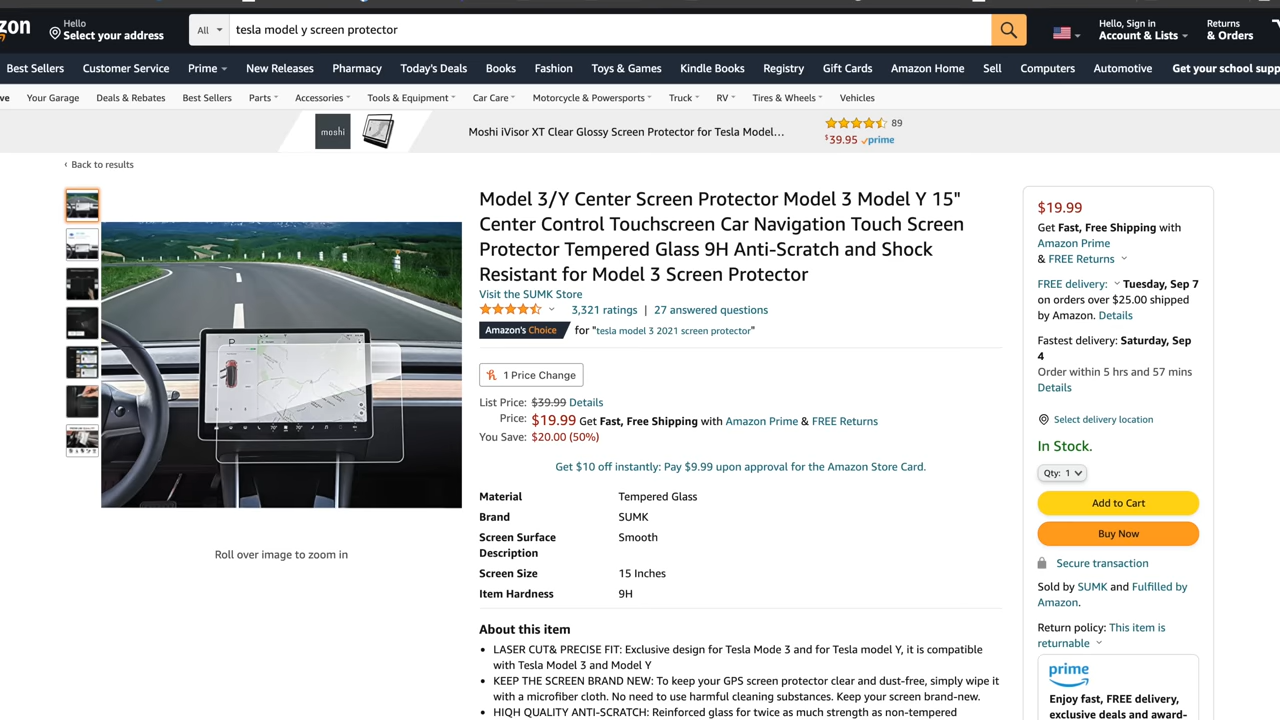 zon
Hello
Select your address
All
tesla model y screen protector
Hello, Sign in
Account & Lists
Returns
& Orders
Best Sellers
Customer Service
Prime
New Releases
Pharmacy
Today's Deals
Books
Fashion
Toys & Games
Kindle Books
Registry
Gift Cards
Amazon Home
Sell
Computers
Automotive
Get your school supp
ve
Your Garage
Deals & Rebates
Best Sellers
Parts
Accessories
Tools & Equipment
Car Care
Motorcycle & Powersports
Truck
RV
Tires & Wheels
Vehicles
moshi
Moshi iVisor XT Clear Glossy Screen Protector for Tesla Model...
89
$39.95 prime
‹ Back to results
Model 3/Y Center Screen Protector Model 3 Model Y 15"
Center Control Touchscreen Car Navigation Touch Screen
Protector Tempered Glass 9H Anti-Scratch and Shock
Resistant for Model 3 Screen Protector
Visit the SUMK Store
3,321 ratings | 27 answered questions
Amazon's Choice for "tesla model 3 2021 screen protector"
1 Price Change
List Price: $39.99 Details
Price: $19.99 Get Fast, Free Shipping with Amazon Prime & FREE Returns
You Save: $20.00 (50%)
Get $10 off instantly: Pay $9.99 upon approval for the Amazon Store Card.
Material Tempered Glass
Brand SUMK
Screen Surface Smooth
Description
Screen Size 15 Inches
Item Hardness 9H
About this item
• LASER CUT& PRECISE FIT: Exclusive design for Tesla Mode 3 and for Tesla model Y, it is compatible
with Tesla Model 3 and Model Y
• KEEP THE SCREEN BRAND NEW: To keep your GPS screen protector clear and dust-free, simply wipe it
with a microfiber cloth. No need to use harmful cleaning substances. Keep your screen brand-new.
• HIQH QUALITY ANTI-SCRATCH: Reinforced glass for twice as much strength as non-tempered
P
Roll over image to zoom in
$19.99
Get Fast, Free Shipping with
Amazon Prime
& FREE Returns
FREE delivery: Tuesday, Sep 7
on orders over $25.00 shipped
by Amazon. Details
Fastest delivery: Saturday, Sep
4
Order within 5 hrs and 57 mins
Details
Select delivery location
In Stock.
Qty: 1
Add to Cart
Buy Now
Secure transaction
Sold by SUMK and Fulfilled by
Amazon.
Return policy: This item is
returnable
prime
Enjoy fast, FREE delivery,
exclusive deals and award-